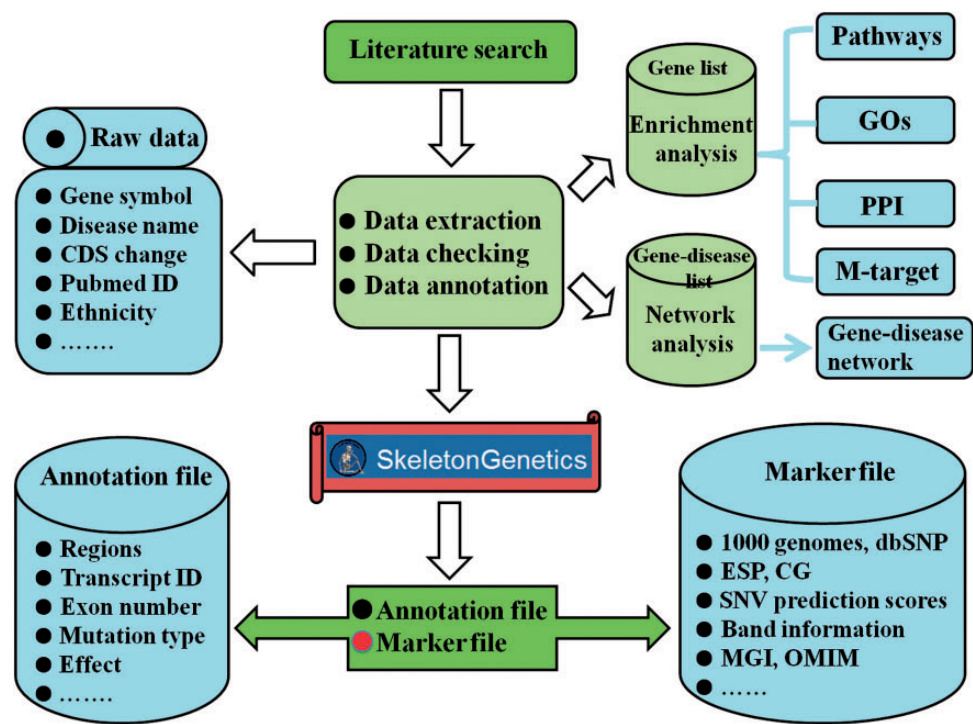 Literature search
Raw data
Gene symbol
Disease name
CDS change
Pubmed ID
Ethnicity
…….
Data extraction
Data checking
Data annotation
Gene list
Enrichment
analysis
Pathways
GOs
PPI
M-target
Gene-disease
list
Network
analysis
Gene-disease
network
SkeletonGenetics
Annotation file
Regions
Transcript ID
Exon number
Mutation type
Effect
…….
Annotation file
Marker file
Marker file
1000 genomes, dbSNP
ESP, CG
SNV prediction scores
Band information
MGI, OMIM
……